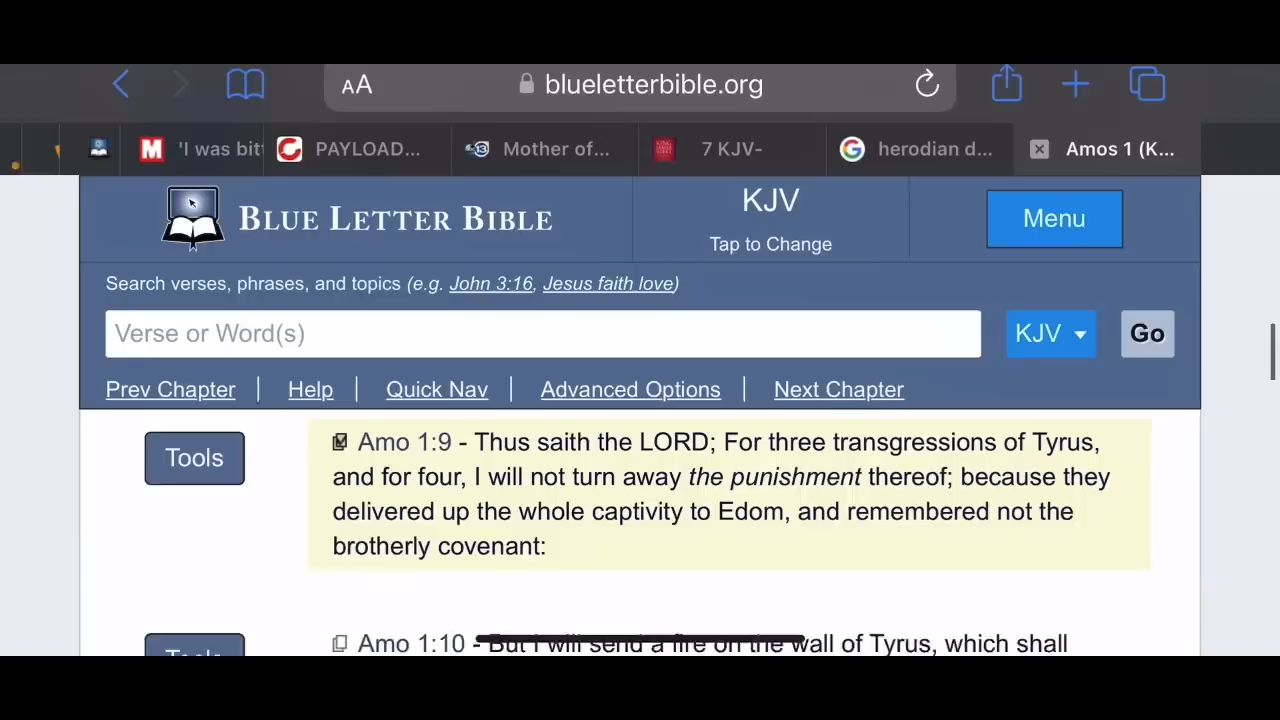 AA blueletterbible.org
'I was bit PAYLOAD... Mother of... 7 KJV- herodian d... Amos 1 (K...
BLUE LETTER BIBLE
KJV
Tap to Change
Menu
Search verses, phrases, and topics (e.g. John 3:16, Jesus faith love)
Verse or Word(s) KJV Go
Prev Chapter | Help | Quick Nav | Advanced Options | Next Chapter
Tools
Amo 1:9 - Thus saith the LORD; For three transgressions of Tyrus,
and for four, I will not turn away the punishment thereof; because they
delivered up the whole captivity to Edom, and remembered not the
brotherly covenant:
Tools
Amo 1:10 - But I will send a fire on the wall of Tyrus, which shall